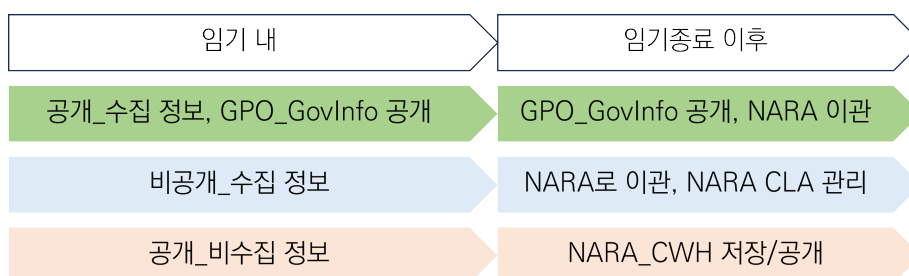 임기 내
임기종료 이후
공개_수집 정보, GPO_GovInfo 공개
GPO_GovInfo 공개, NARA 이관
비공개_수집 정보
NARA로 이관, NARA CLA 관리
공개_비수집 정보
NARA_CWH 저장/공개